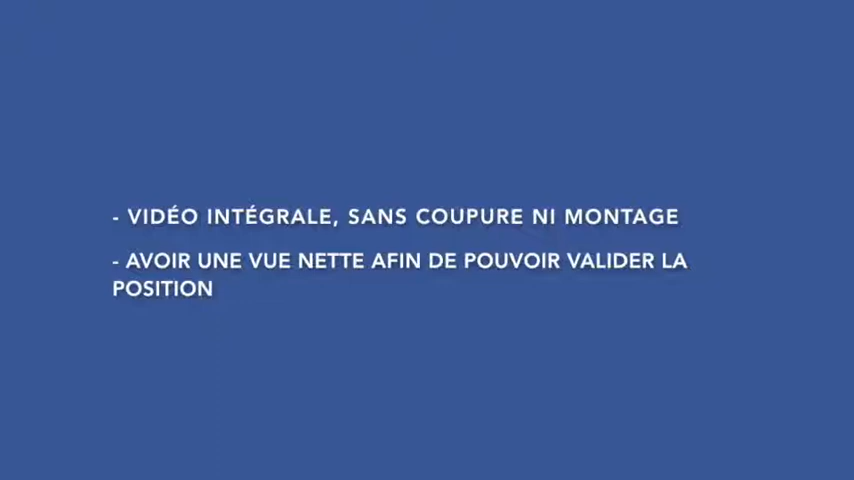 - VIDÉO INTÉGRALE, SANS COUPURE NI MONTAGE
- AVOIR UNE VUE NETTE AFIN DE POUVOIR VALIDER LA
POSITION